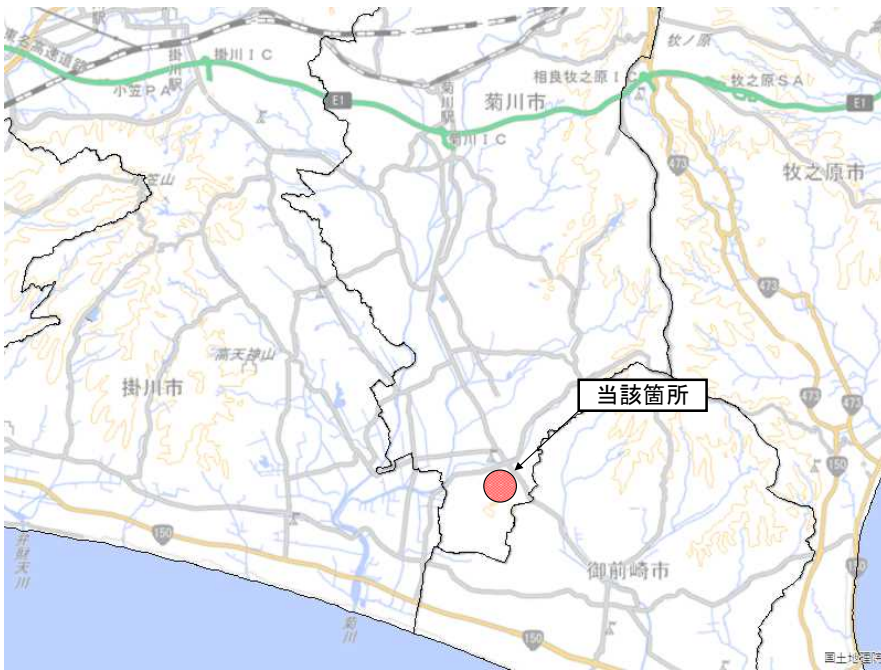 東名高速道路
掛川駅
掛川IC
小笠PA
E1
菊川駅
菊川市
菊川IC
相良牧之原IC
牧ノ原
牧之原SA
E1
473
牧之原市
小笠山
473
473
高天神山
掛川市
当該箇所
473
150
150
弁財天川
菊川
御前崎市
150
150
国土地理院